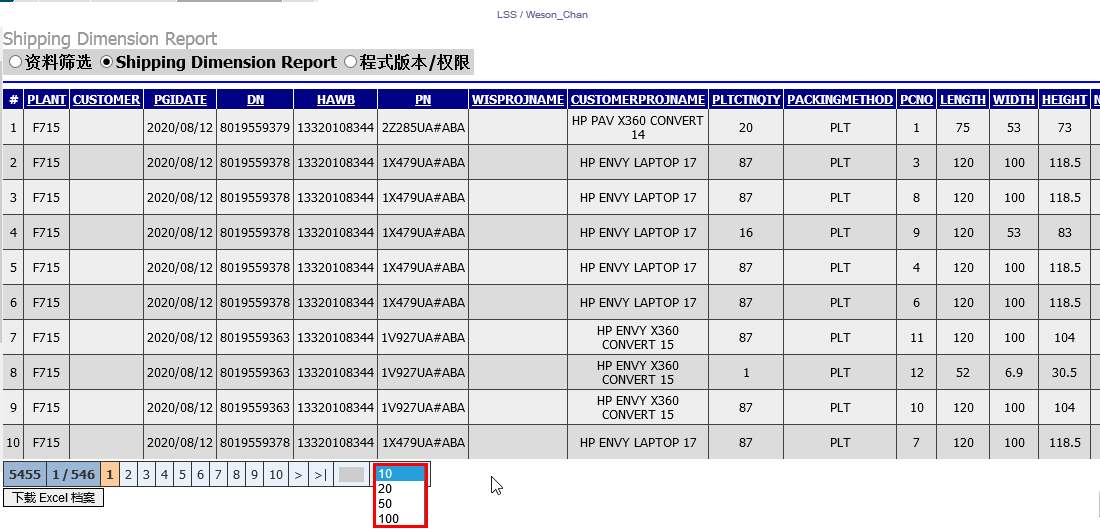 LSS / Weson_Chan
Shipping Dimension Report
资料筛选 Shipping Dimension Report 程式版本/权限
# PLANT CUSTOMER PGIDATE DN HAWB PN WISPROJNAME CUSTOMERPROJNAME PLTCTNQTY PACKINGMETHOD PCNO LENGTH WIDTH HEIGHT
1 F715 2020/08/12 8019559379 13320108344 2Z285UA#ABA HP PAV X360 CONVERT 14 20 PLT 1 75 53 73
2 F715 2020/08/12 8019559378 13320108344 1X479UA#ABA HP ENVY LAPTOP 17 87 PLT 3 120 100 118.5
3 F715 2020/08/12 8019559378 13320108344 1X479UA#ABA HP ENVY LAPTOP 17 87 PLT 8 120 100 118.5
4 F715 2020/08/12 8019559378 13320108344 1X479UA#ABA HP ENVY LAPTOP 17 16 PLT 9 120 53 83
5 F715 2020/08/12 8019559378 13320108344 1X479UA#ABA HP ENVY LAPTOP 17 87 PLT 4 120 100 118.5
6 F715 2020/08/12 8019559378 13320108344 1X479UA#ABA HP ENVY LAPTOP 17 87 PLT 6 120 100 118.5
7 F715 2020/08/12 8019559363 13320108344 1V927UA#ABA HP ENVY X360 CONVERT 15 87 PLT 11 120 100 104
8 F715 2020/08/12 8019559363 13320108344 1V927UA#ABA HP ENVY X360 CONVERT 15 1 PLT 12 52 6.9 30.5
9 F715 2020/08/12 8019559363 13320108344 1V927UA#ABA HP ENVY X360 CONVERT 15 87 PLT 10 120 100 104
10 F715 2020/08/12 8019559378 13320108344 1X479UA#ABA HP ENVY LAPTOP 17 87 PLT 7 120 100 118.5
5455 1 / 546 1 2 3 4 5 6 7 8 9 10 > >|
10
20
50
100
下载 Excel 档案